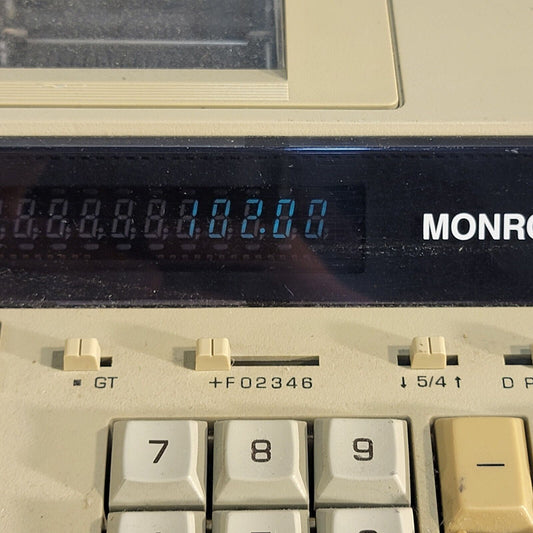 102.00
MONRO
■ GT
+F02346
↓ 5/4 ↑
D P
7 8 9 –